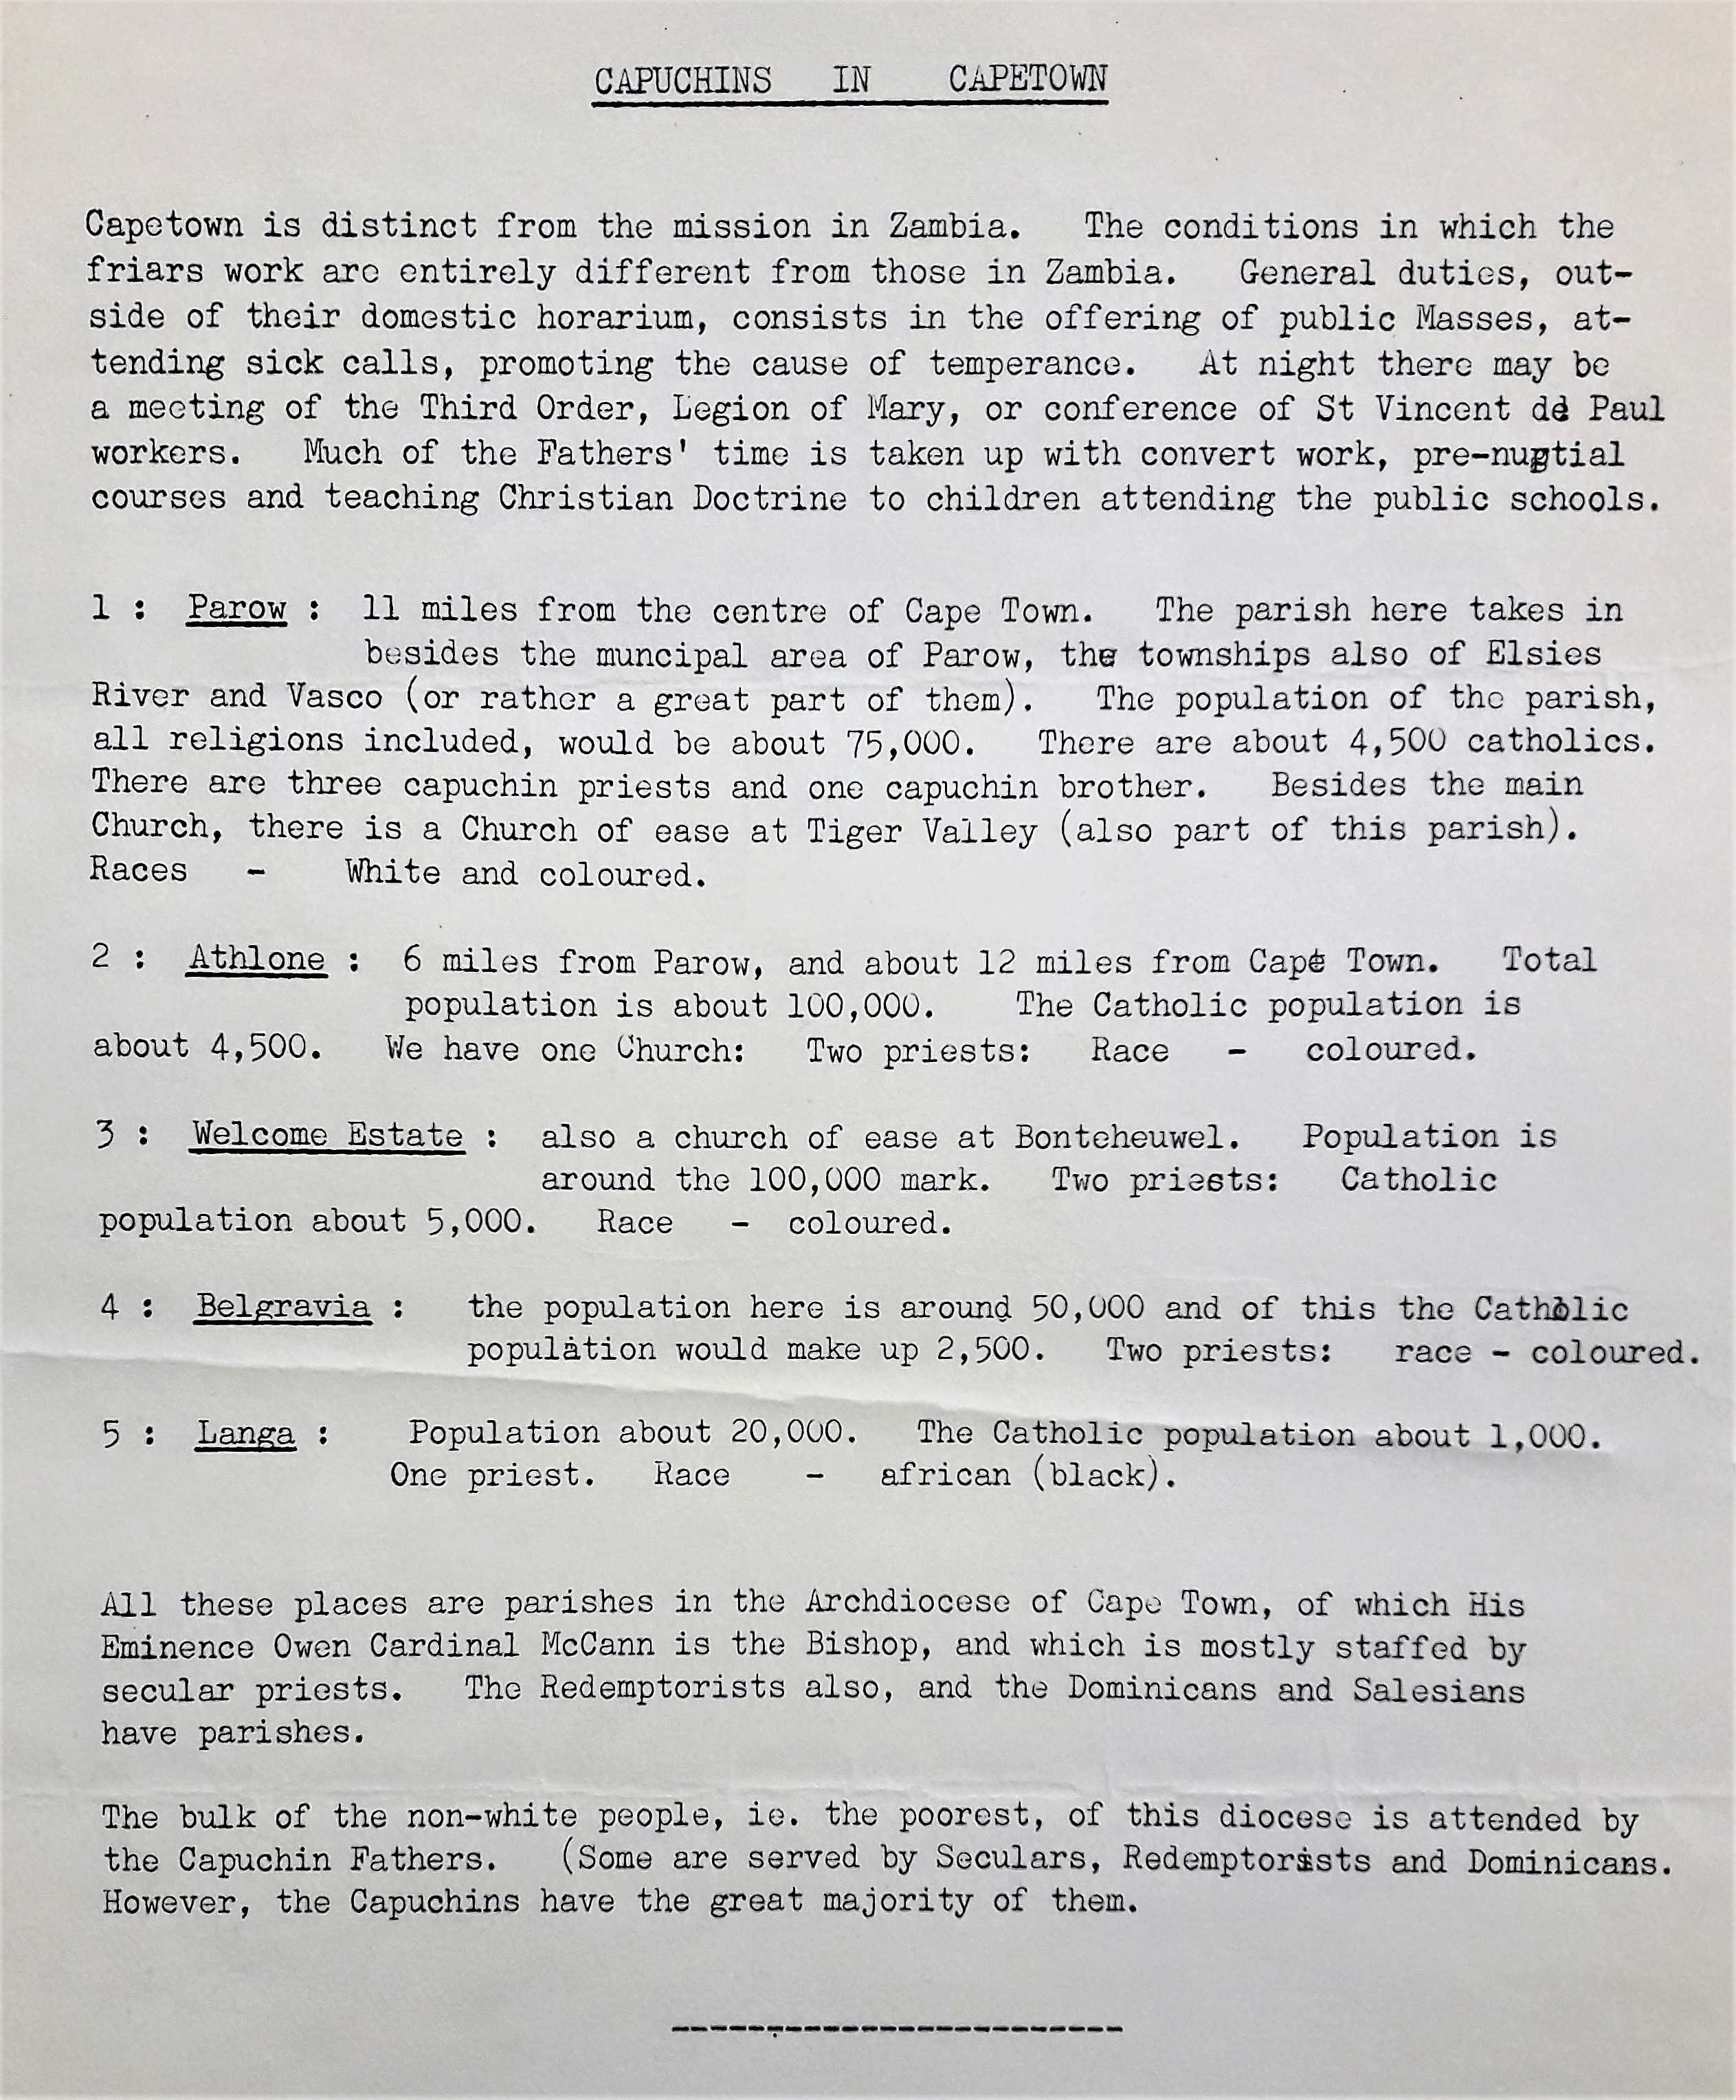 CAPUCHINS IN CAPETOWN
Capetown is distinct from the mission in Zambia. The conditions in which the
friars work are entirely different from those in Zambia. General duties, out-
side of their domestic horarium, consists in the offering of public Masses, at-
tending sick calls, promoting the cause of temperance. At night there may be
a meeting of the Third Order, Legion of Mary, or conference of St Vincent de Paul
workers. Much of the Fathers' time is taken up with convert work, pre-nuptial
courses and teaching Christian Doctrine to children attending the public schools.
1 : Parow : 11 miles from the centre of Cape Town. The parish here takes in
besides the muncipal area of Parow, the townships also of Elsies
River and Vasco (or rather a great part of them). The population of the parish,
all religions included, would be about 75,000. There are about 4,500 catholics.
There are three capuchin priests and one capuchin brother. Besides the main
Church, there is a Church of ease at Tiger Valley (also part of this parish).
Races - White and coloured.
2 : Athlone : 6 miles from Parow, and about 12 miles from Cape Town. Total
population is about 100,000. The Catholic population is
about 4,500. We have one Church: Two priests: Race - coloured.
3 : Welcome Estate : also a church of ease at Bonteheuwel. Population is
around the 100,000 mark. Two priests: Catholic
population about 5,000. Race - coloured.
4 : Belgravia : the population here is around 50,000 and of this the Catholic
population would make up 2,500. Two priests: race - coloured.
5 : Langa : Population about 20,000. The Catholic population about 1,000.
One priest. Race - african (black).
All these places are parishes in the Archdiocese of Cape Town, of which His
Eminence Owen Cardinal McCann is the Bishop, and which is mostly staffed by
secular priests. The Redemptorists also, and the Dominicans and Salesians
have parishes.
The bulk of the non-white people, ie. the poorest, of this diocese is attended by
the Capuchin Fathers. (Some are served by Seculars, Redemptorists and Dominicans.
However, the Capuchins have the great majority of them.
------------------------